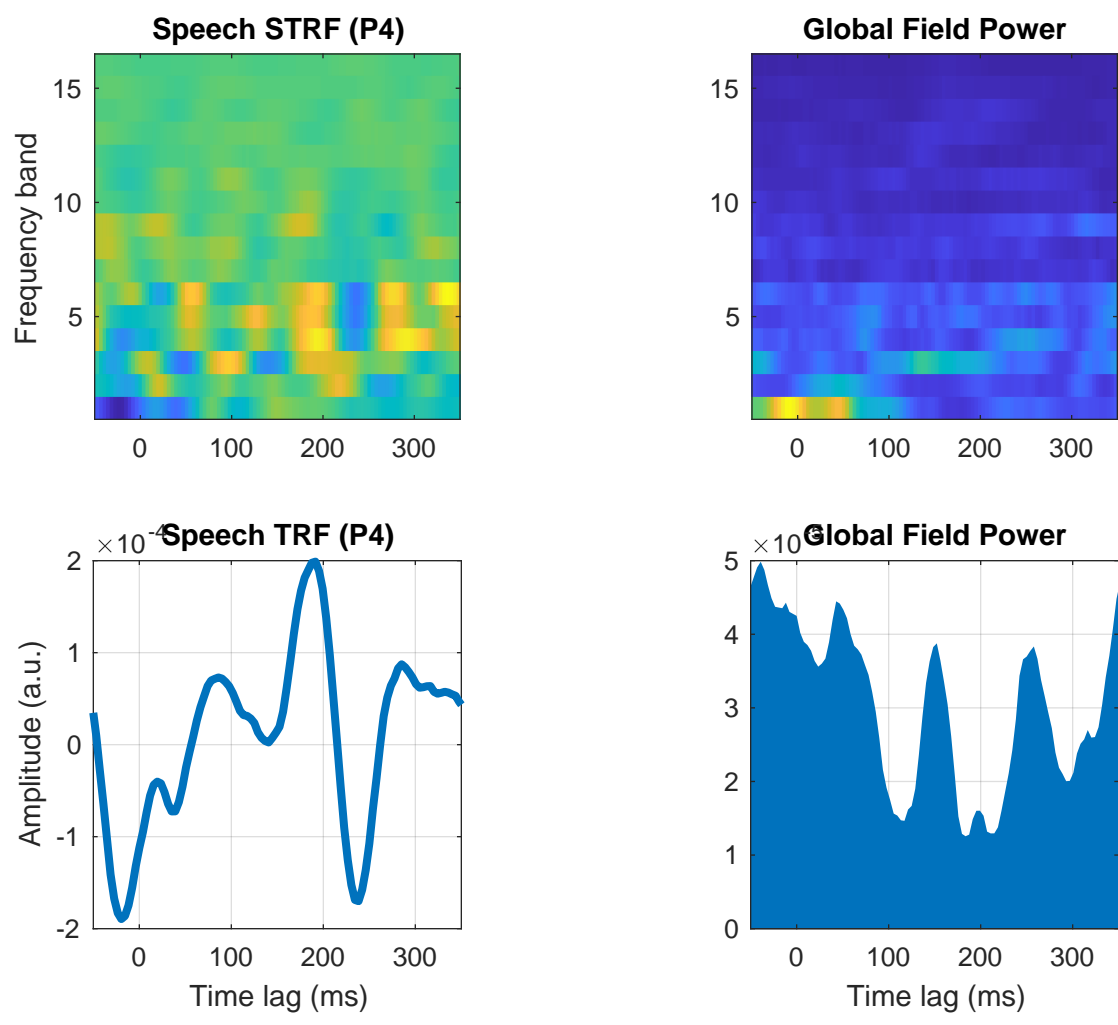 Speech STRF (P4)
Frequency band
15
10
5
0 100 200 300
Global Field Power
15
10
5
0 100 200 300
Speech TRF (P4)
×10⁻⁴
Amplitude (a.u.)
2
1
0
-1
-2
0 100 200 300
Time lag (ms)
Global Field Power
×10
5
4
3
2
1
0
0 100 200 300
Time lag (ms)